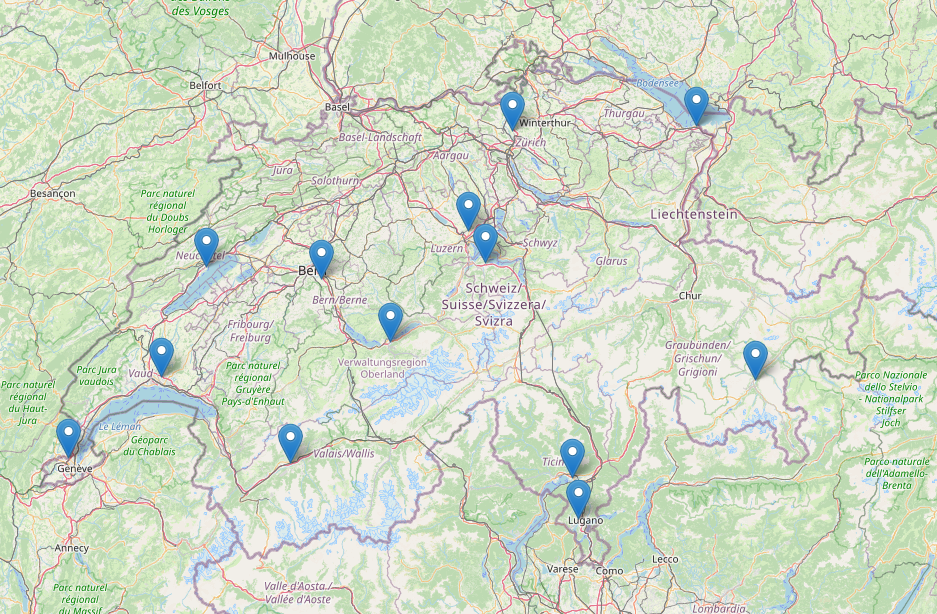 des Vosges
Mulhouse
Belfort
Bodensee
Basel
Winterthur
Thurgau
Basel-Landschaft
Zürich
Aargau
Jura
Solothurn
Besançon
Parc naturel
régional
du Doubs
Horloger
Liechtenstein
Luzern
Schwyz
Glarus
Bern
Schweiz/
Suisse/Svizzera/
Svizra
Bern/Berne
Chur
Fribourg/
Freiburg
Graubünden/
Grischun/
Grigioni
Verwaltungsregion
Oberland
Parc Jura
vaudois
Vaud
Parc naturel
régional
Gruyère
Pays-d'Enhaut
Parc naturel
régional
du Haut-
Jura
Parco Nazionale
dello Stelvio
- Nationalpark
Stilfser
Joch
Le Léman
Géoparc
du Chablais
Valais/Wallis
Genève
Parco naturale
dell'Adamello-
Brenta
Lugano
Annecy
Lecco
Varese
Como
Parc naturel
régional
du Massif
Valle d'Aosta /
Vallée d'Aoste
Lombardia